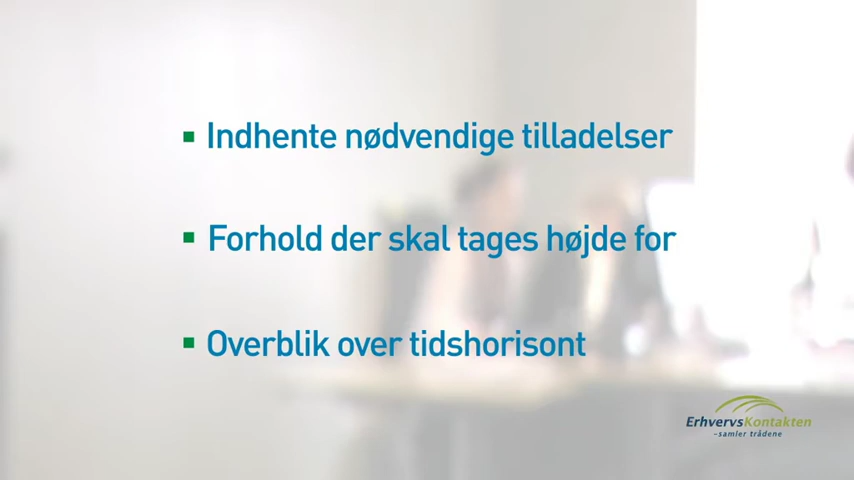 Indhente nødvendige tilladelser
Forhold der skal tages højde for
Overblik over tidshorisont
ErhvervsKontakten
–samler trådene